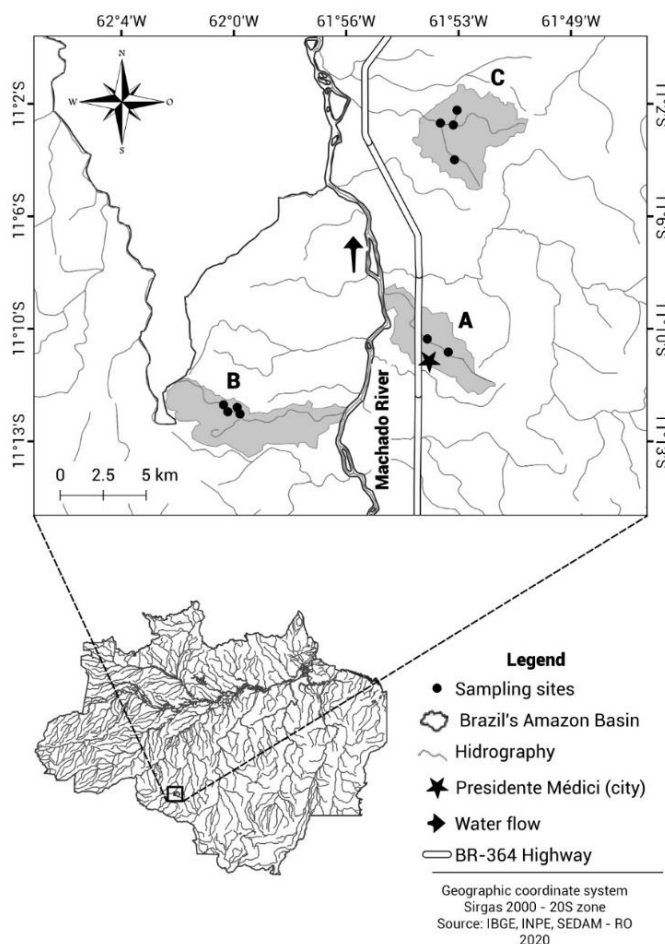 62°4'W 62°0'W 61°56'W 61°53'W 61°49'W
N
W O
S
C
11°2'S 11°2'S
11°6'S 11°6'S
A
11°10'S 11°10'S
B
Machado River
11°13'S 11°13'S
0 2.5 5 km
Legend
Sampling sites
Brazil's Amazon Basin
Hidrography
Presidente Médici (city)
Water flow
BR-364 Highway
Geographic coordinate system
Sirgas 2000 - 20S zone
Source: IBGE, INPE, SEDAM - RO
2020